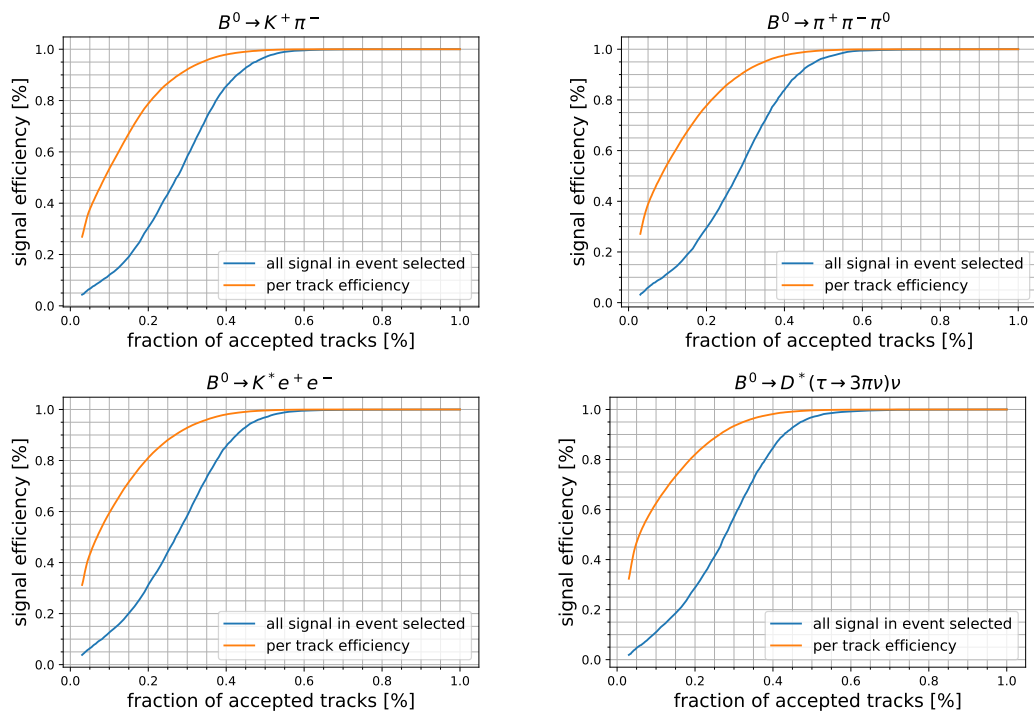 B⁰ → K⁺π⁻
signal efficiency [%]
1.0
0.8
0.6
0.4
0.2
0.0
all signal in event selected
per track efficiency
0.0 0.2 0.4 0.6 0.8 1.0
fraction of accepted tracks [%]
B⁰ → π⁺π⁻π⁰
signal efficiency [%]
1.0
0.8
0.6
0.4
0.2
0.0
all signal in event selected
per track efficiency
0.0 0.2 0.4 0.6 0.8 1.0
fraction of accepted tracks [%]
B⁰ → K*e⁺e⁻
signal efficiency [%]
1.0
0.8
0.6
0.4
0.2
0.0
all signal in event selected
per track efficiency
0.0 0.2 0.4 0.6 0.8 1.0
fraction of accepted tracks [%]
B⁰ → D*(τ → 3πν)ν
signal efficiency [%]
1.0
0.8
0.6
0.4
0.2
0.0
all signal in event selected
per track efficiency
0.0 0.2 0.4 0.6 0.8 1.0
fraction of accepted tracks [%]